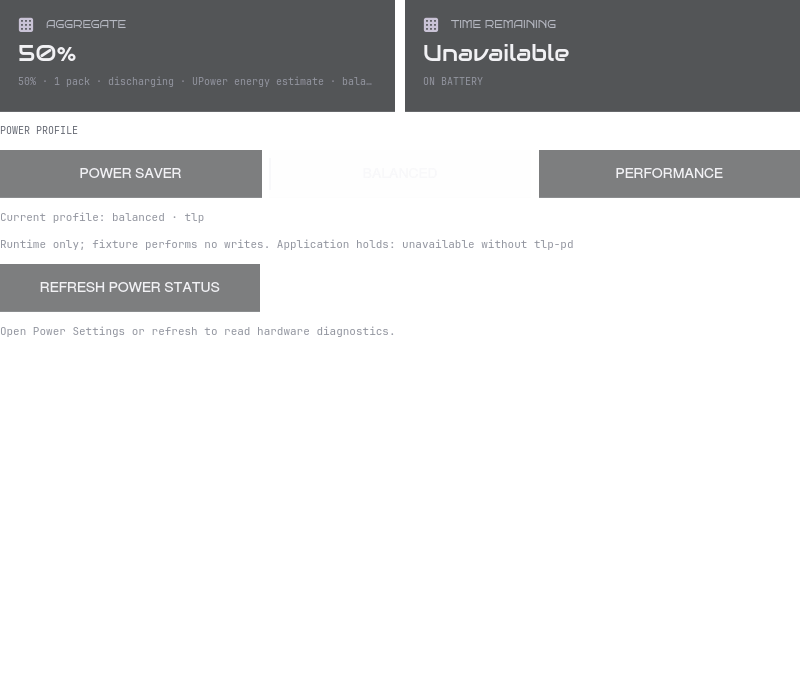 AGGREGATE
50%
50% · 1 pack · discharging · UPower energy estimate · bala…
TIME REMAINING
Unavailable
ON BATTERY
POWER PROFILE
POWER SAVER
BALANCED
PERFORMANCE
Current profile: balanced · tlp
Runtime only; fixture performs no writes. Application holds: unavailable without tlp-pd
REFRESH POWER STATUS
Open Power Settings or refresh to read hardware diagnostics.